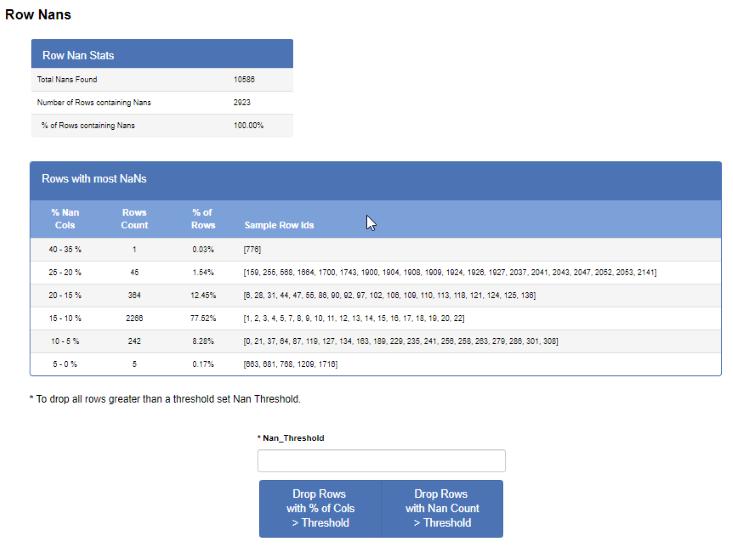 Row Nans
Row Nan Stats
Total Nans Found 10586
Number of Rows containing Nans 2923
% of Rows containing Nans 100.00%
Rows with most NaNs
% Nan Cols Rows Count % of Rows Sample Row Ids
40 - 35 % 1 0.03% [776]
25 - 20 % 45 1.54% [159, 255, 568, 1664, 1700, 1743, 1900, 1904, 1908, 1909, 1924, 1926, 1927, 2037, 2041, 2043, 2047, 2052, 2053, 2141]
20 - 15 % 364 12.45% [6, 28, 31, 44, 47, 55, 86, 90, 92, 97, 102, 106, 109, 110, 113, 118, 121, 124, 125, 136]
15 - 10 % 2266 77.52% [1, 2, 3, 4, 5, 7, 8, 9, 10, 11, 12, 13, 14, 15, 16, 17, 18, 19, 20, 22]
10 - 5 % 242 8.28% [0, 21, 37, 64, 87, 119, 127, 134, 163, 189, 229, 235, 241, 256, 258, 263, 279, 286, 301, 308]
5 - 0 % 5 0.17% [663, 681, 768, 1209, 1716]
* To drop all rows greater than a threshold set Nan Threshold.
* Nan_Threshold
Drop Rows
with % of Cols
> Threshold
Drop Rows
with Nan Count
> Threshold